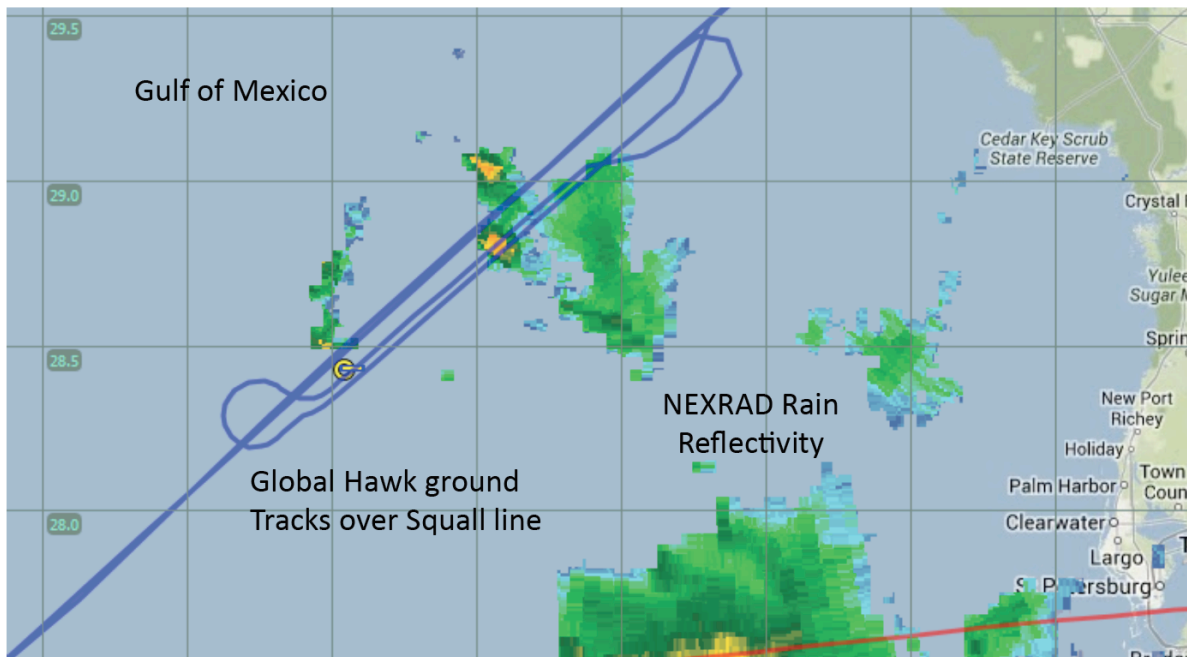 29.5
Gulf of Mexico
Cedar Key Scrub
State Reserve
29.0
Crystal
Yulee
Sugar M
28.5
Sprin
NEXRAD Rain
Reflectivity
New Port
Richey
Holiday
Global Hawk ground
Tracks over Squall line
Town
Coun
Palm Harbor
28.0
Clearwater
Largo
St. Petersburg